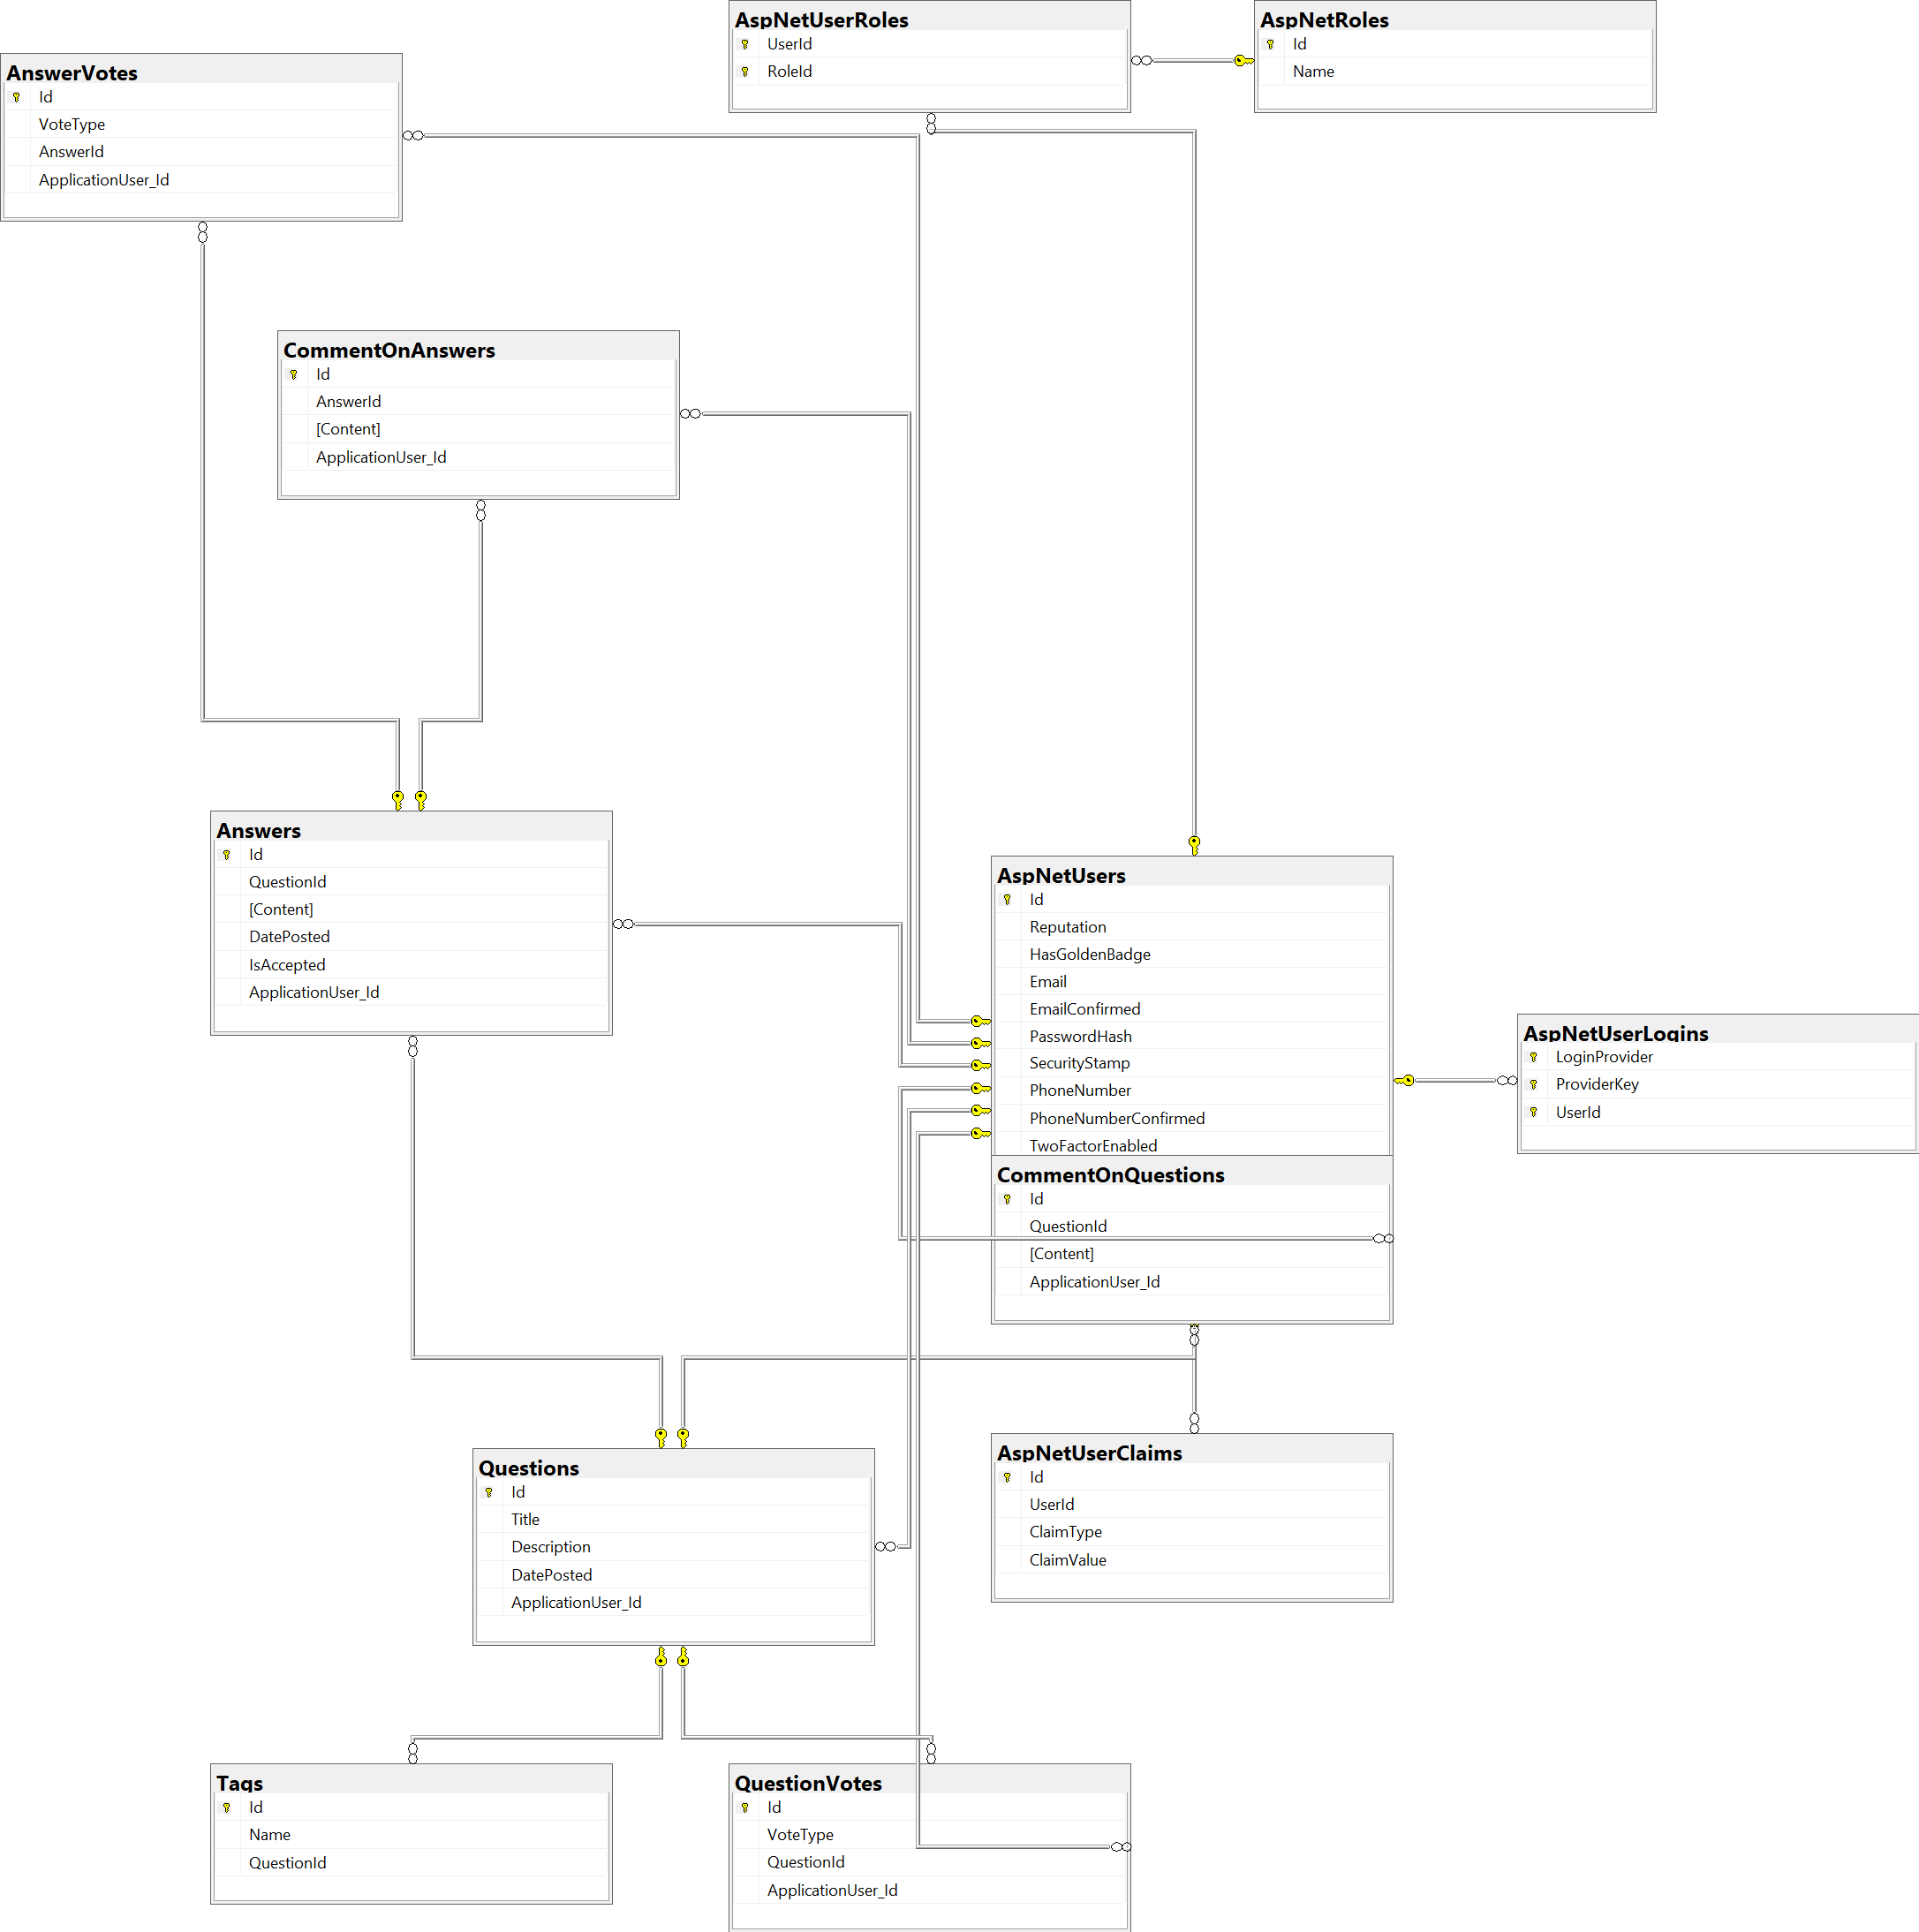 AspNetUserRoles
UserId
RoleId
AspNetRoles
Id
Name
AnswerVotes
Id
VoteType
AnswerId
ApplicationUser_Id
CommentOnAnswers
Id
AnswerId
[Content]
ApplicationUser_Id
Answers
Id
QuestionId
[Content]
DatePosted
IsAccepted
ApplicationUser_Id
AspNetUsers
Id
Reputation
HasGoldenBadge
Email
EmailConfirmed
PasswordHash
SecurityStamp
PhoneNumber
PhoneNumberConfirmed
TwoFactorEnabled
AspNetUserLogins
LoginProvider
ProviderKey
UserId
CommentOnQuestions
Id
QuestionId
[Content]
ApplicationUser_Id
Questions
Id
Title
Description
DatePosted
ApplicationUser_Id
AspNetUserClaims
Id
UserId
ClaimType
ClaimValue
Tags
Id
Name
QuestionId
QuestionVotes
Id
VoteType
QuestionId
ApplicationUser_Id